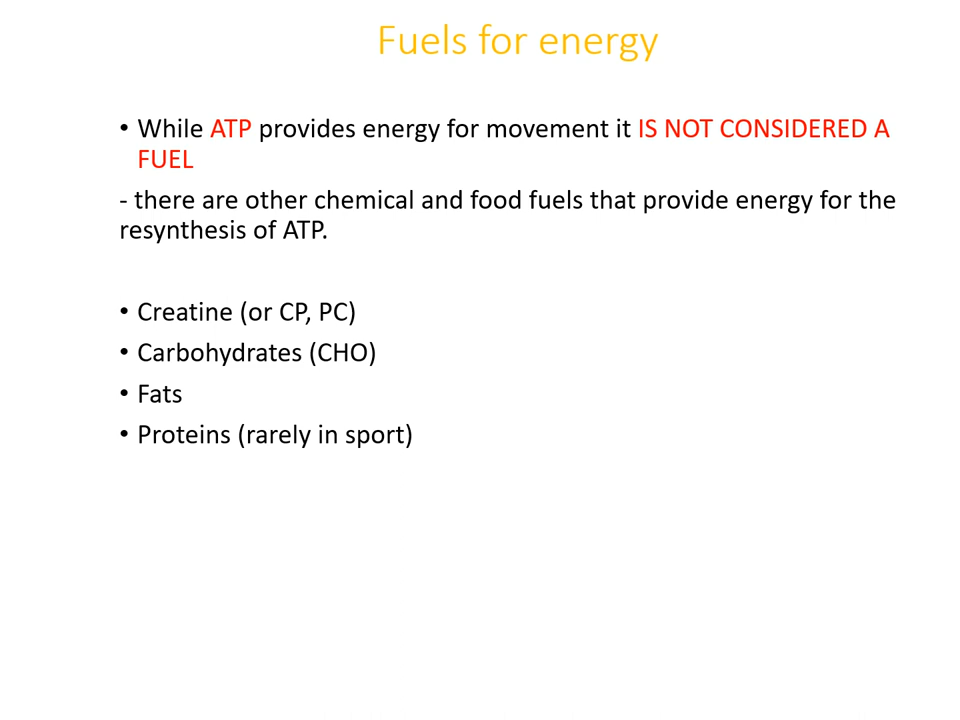 Fuels for energy
• While ATP provides energy for movement it IS NOT CONSIDERED A
FUEL
- there are other chemical and food fuels that provide energy for the
resynthesis of ATP.
• Creatine (or CP, PC)
• Carbohydrates (CHO)
• Fats
• Proteins (rarely in sport)